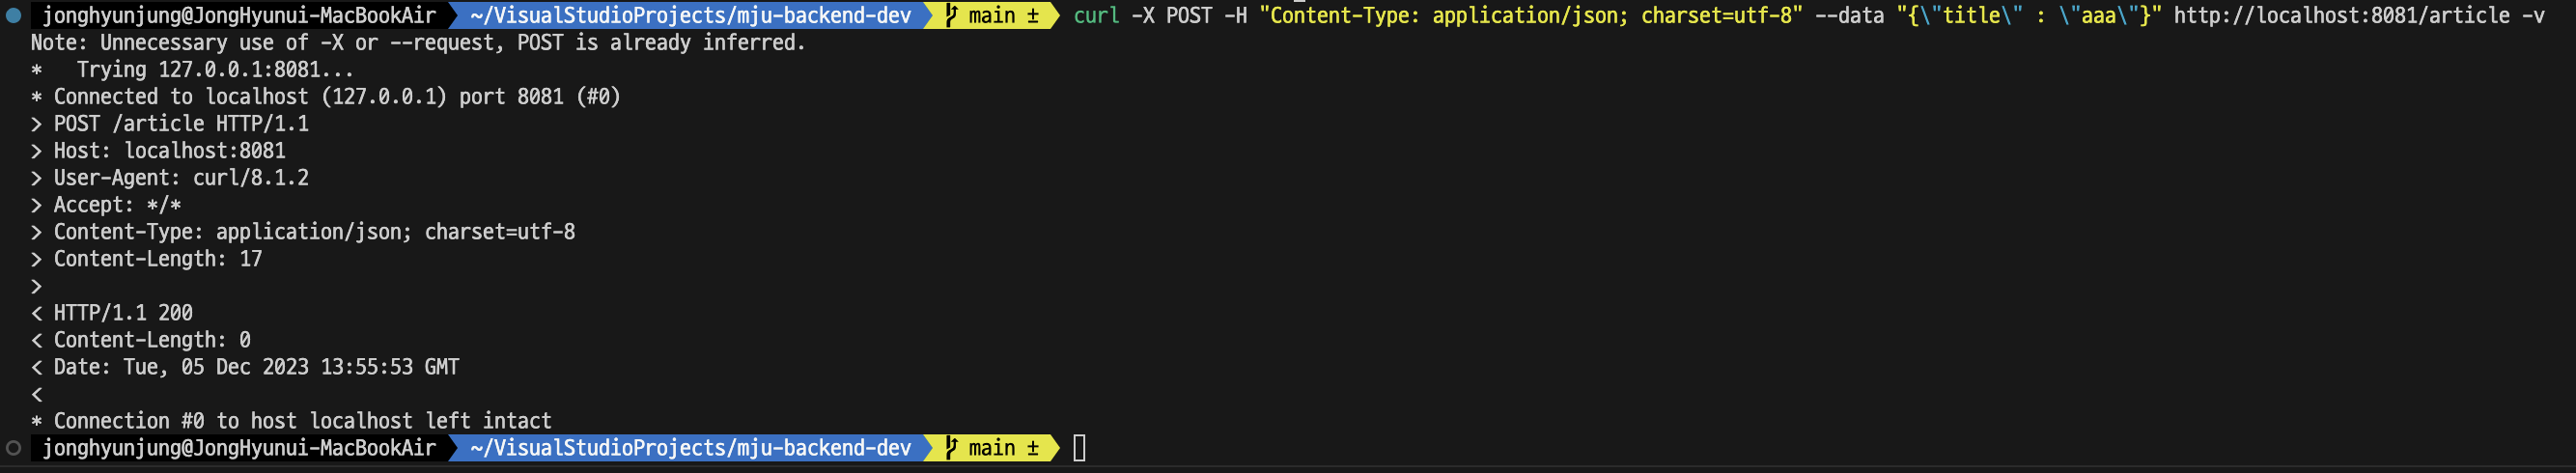 jonghyunjung@JongHyunui-MacBookAir ~/VisualStudioProjects/mju-backend-dev main ± curl -X POST -H "Content-Type: application/json; charset=utf-8" --data "{\"title\" : \"aaa\"}" http://localhost:8081/article -v
Note: Unnecessary use of -X or --request, POST is already inferred.
*   Trying 127.0.0.1:8081...
* Connected to localhost (127.0.0.1) port 8081 (#0)
> POST /article HTTP/1.1
> Host: localhost:8081
> User-Agent: curl/8.1.2
> Accept: */*
> Content-Type: application/json; charset=utf-8
> Content-Length: 17
>
< HTTP/1.1 200
< Content-Length: 0
< Date: Tue, 05 Dec 2023 13:55:53 GMT
<
* Connection #0 to host localhost left intact
jonghyunjung@JongHyunui-MacBookAir ~/VisualStudioProjects/mju-backend-dev main ±